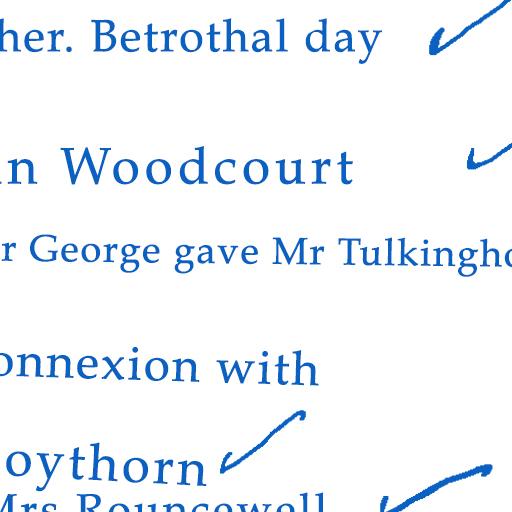 her. Betrothal day
n Woodcourt
r George gave Mr Tulkingho
onnexion with
oythorn
Mrs Rouncewell